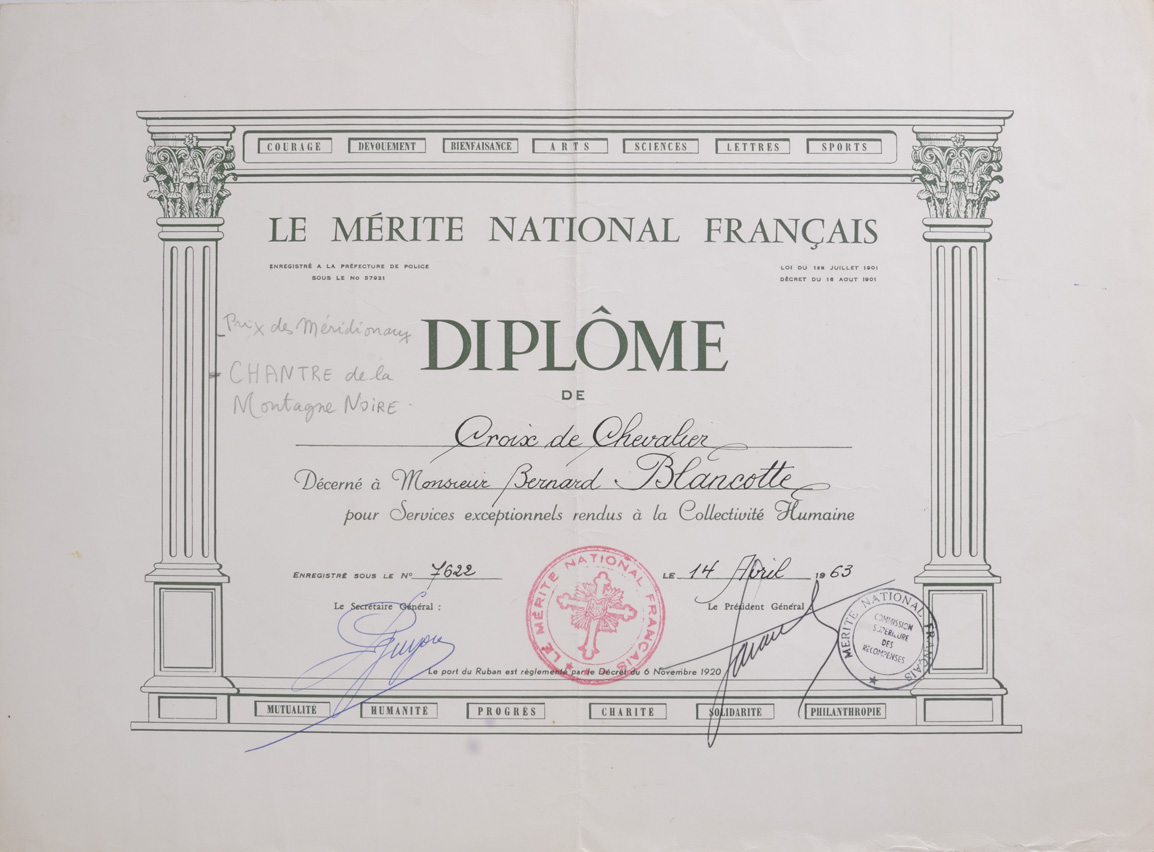 COURAGE DEVOUEMENT BIENFAISANCE ARTS SCIENCES LETTRES SPORTS
LE MÉRITE NATIONAL FRANÇAIS
ENREGISTRÉ A LA PRÉFECTURE DE POLICE
SOUS LE No 57921
LOI DU 1ER JUILLET 1901
DÉCRET DU 16 AOUT 1901
Prix des Méridionaux
DIPLÔME
CHANTRE de la
Montagne NOIRE
DE
Croix de Chevalier
Décerné à Monsieur Bernard Blancotte
pour Services exceptionnels rendus à la Collectivité Humaine
ENREGISTRÉ SOUS LE No 7622
LE 14 Avril 1963
Le Secrétaire Général :
Le Président Général
LE MÉRITE NATIONAL FRANÇAIS
MÉRITE NATIONAL FRANÇAIS
COMMISSION
SUPÉRIEURE
DES
RECOMPENSES
Le port du Ruban est réglementé par le Décret du 6 Novembre 1920
MUTUALITÉ HUMANITÉ PROGRÈS CHARITÉ SOLIDARITÉ PHILANTHROPIE